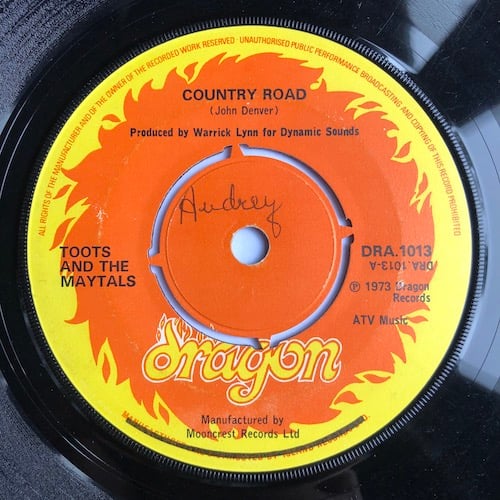 ALL RIGHTS OF THE MANUFACTURER AND OF THE OWNER OF THE RECORDED WORK RESERVED · UNAUTHORISED PUBLIC PERFORMANCE BROADCASTING AND COPYING OF THIS RECORD PROHIBITED
COUNTRY ROAD
(John Denver)
Produced by Warrick Lynn for Dynamic Sounds
Audrey
TOOTS
AND THE
MAYTALS
DRA.1013
DRA.1013-A
℗ 1973 Dragon
Records
ATV Music
dragon
Manufactured by
Mooncrest Records Ltd